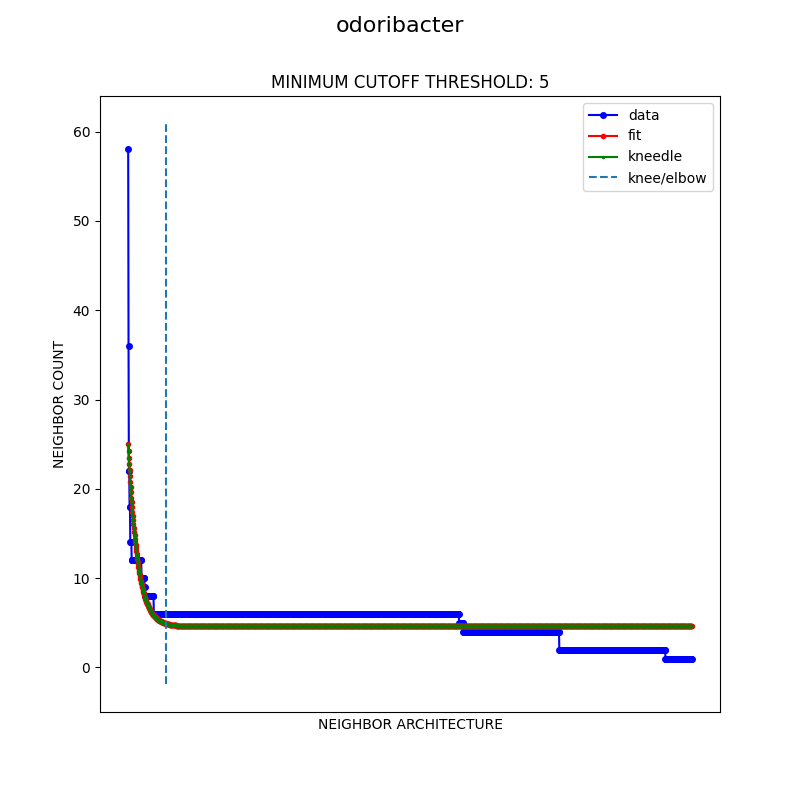 odoribacter
MINIMUM CUTOFF THRESHOLD: 5
data
fit
kneedle
knee/elbow
60
50
40
30
20
10
0
NEIGHBOR COUNT
NEIGHBOR ARCHITECTURE